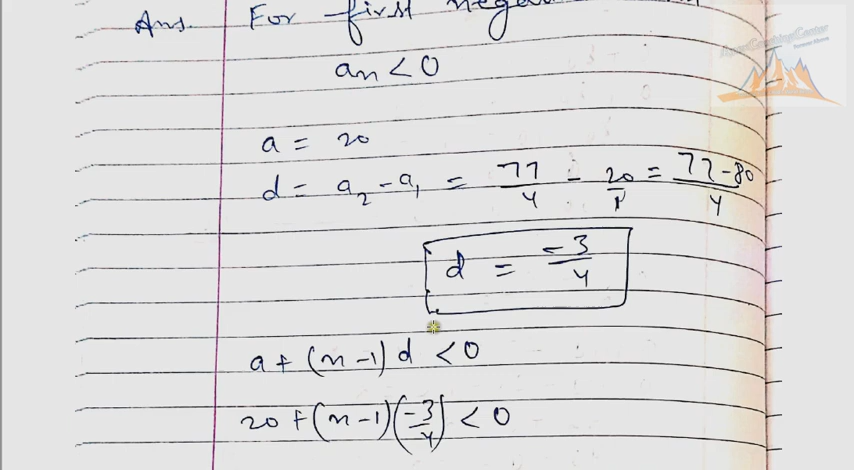 Ans. For first
an < 0
a = 20
d = a2 - a1 = 77/4 - 20/1 = 77-80/4
d = -3/4
a + (n-1) d < 0
20 + (n-1)(-3/4) < 0